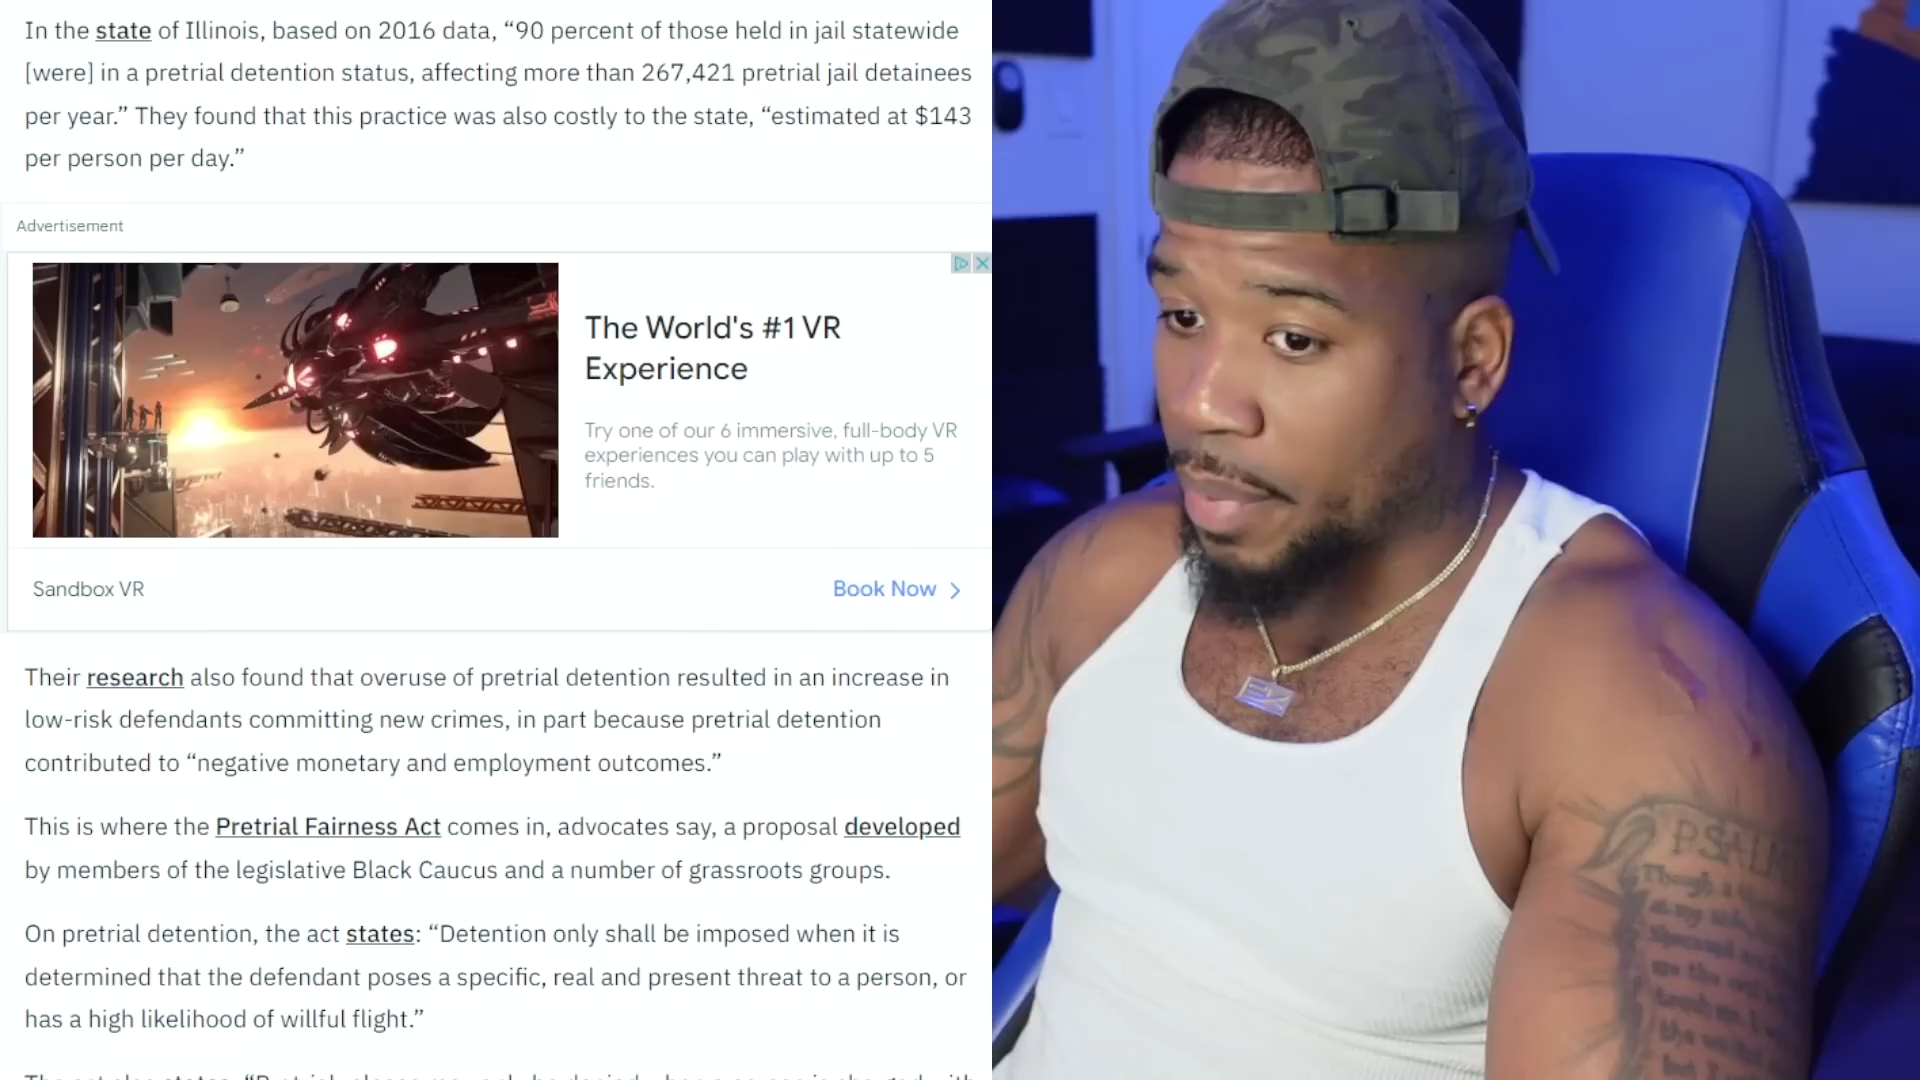 In the state of Illinois, based on 2016 data, “90 percent of those held in jail statewide
[were] in a pretrial detention status, affecting more than 267,421 pretrial jail detainees
per year.” They found that this practice was also costly to the state, “estimated at $143
per person per day.”
Advertisement
The World's #1 VR
Experience
Try one of our 6 immersive, full-body VR
experiences you can play with up to 5
friends.
Sandbox VR
Book Now
Their research also found that overuse of pretrial detention resulted in an increase in
low-risk defendants committing new crimes, in part because pretrial detention
contributed to “negative monetary and employment outcomes.”
This is where the Pretrial Fairness Act comes in, advocates say, a proposal developed
by members of the legislative Black Caucus and a number of grassroots groups.
On pretrial detention, the act states: “Detention only shall be imposed when it is
determined that the defendant poses a specific, real and present threat to a person, or
has a high likelihood of willful flight.”
PSALM
Though a
at my side